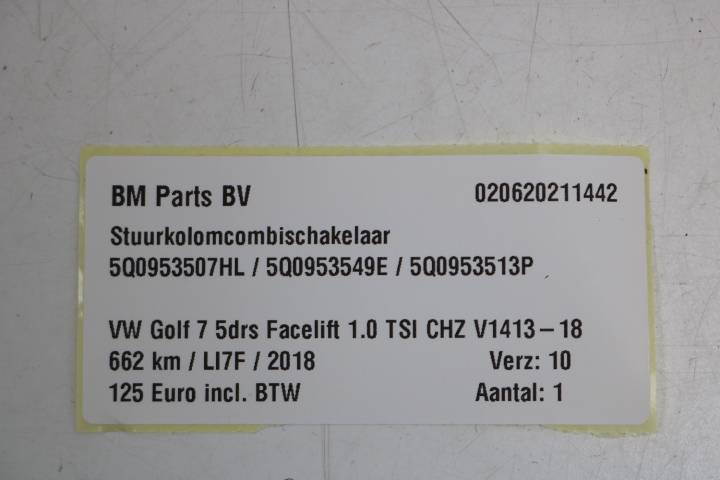 BM Parts BV 020620211442
Stuurkolomcombischakelaar
5Q0953507HL / 5Q0953549E / 5Q0953513P
VW Golf 7 5drs Facelift 1.0 TSI CHZ V1413-18
662 km / LI7F / 2018 Verz: 10
125 Euro incl. BTW Aantal: 1